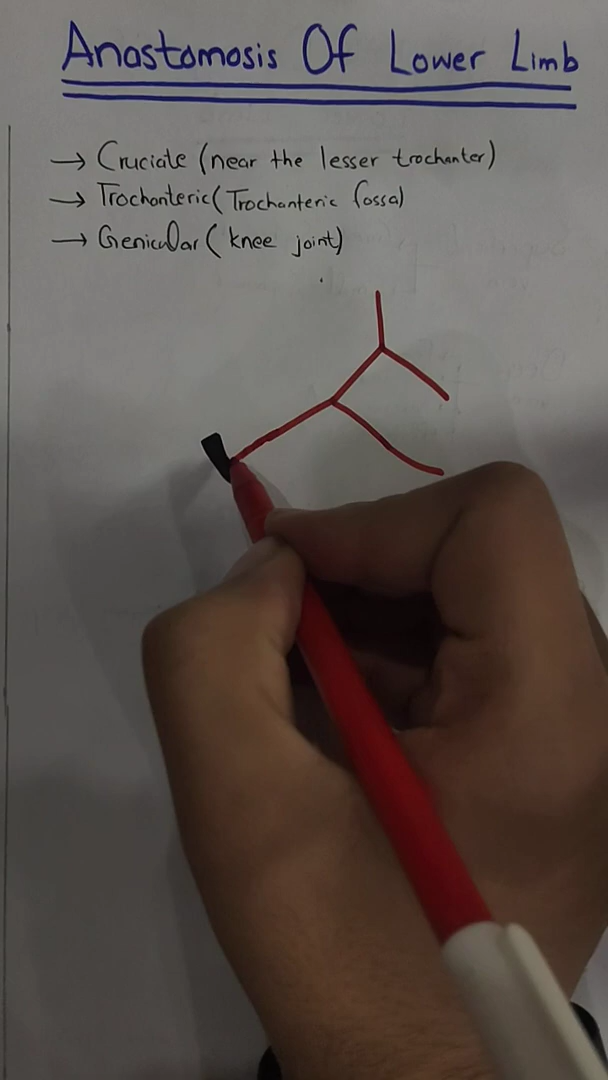 Anastomosis Of Lower Limb
→ Cruciate (near the lesser trochanter)
→ Trochanteric (Trochanteric fossa)
→ Genicular (knee joint)